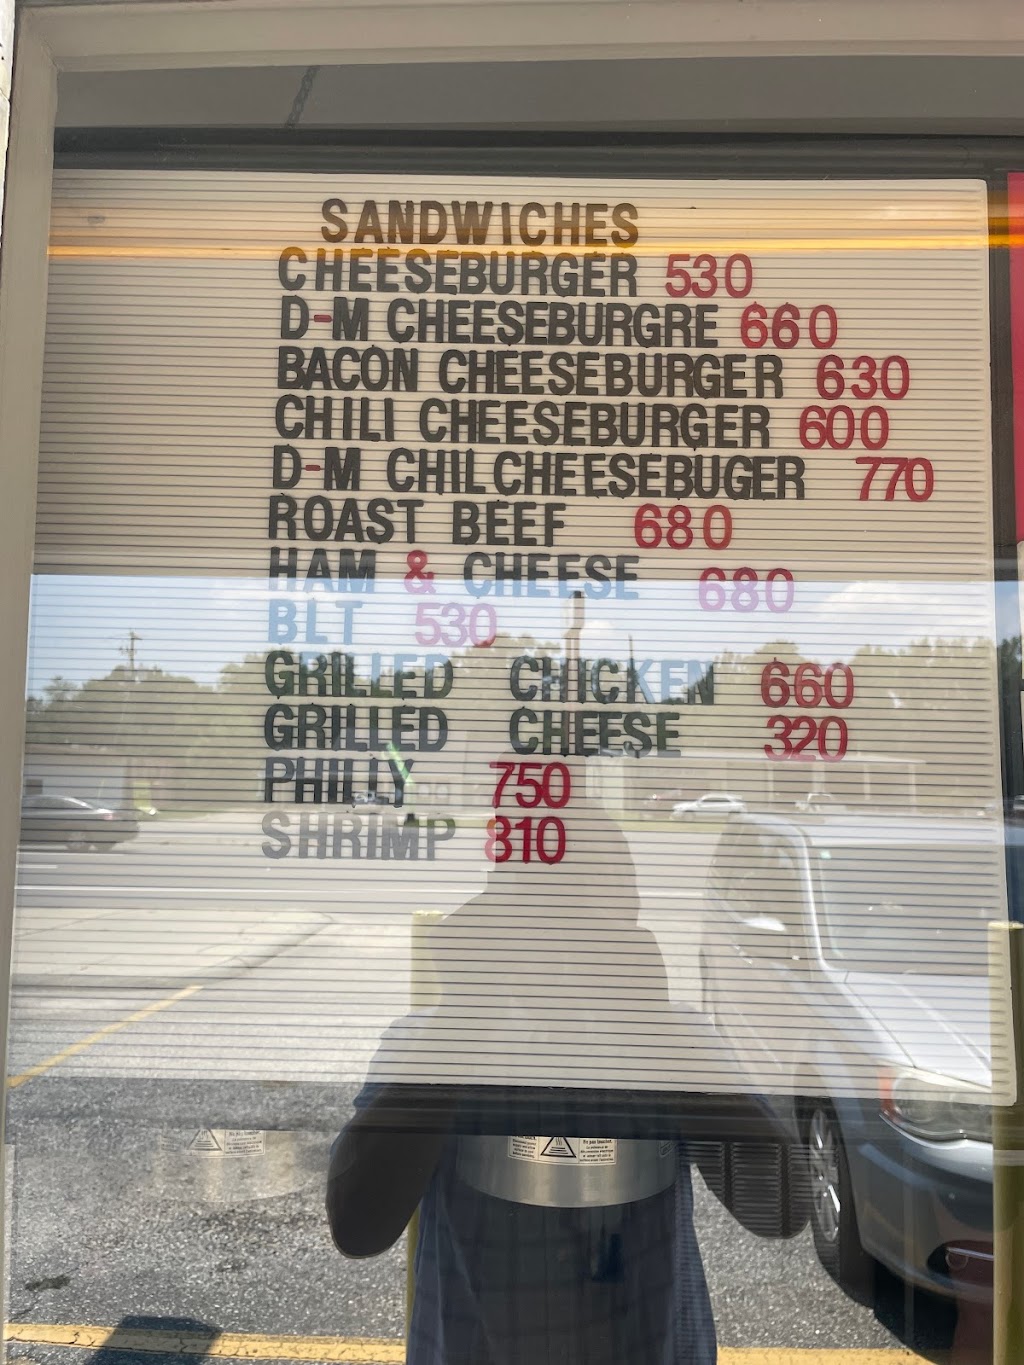 SANDWICHES
CHEESEBURGER 530
D-M CHEESEBURGRE 660
BACON CHEESEBURGER 630
CHILI CHEESEBURGER 600
D-M CHILCHEESEBUGER 770
ROAST BEEF 680
HAM & CHEESE 680
BLT 530
GRILLED CHICKEN 660
GRILLED CHEESE 320
PHILLY 750
SHRIMP 810